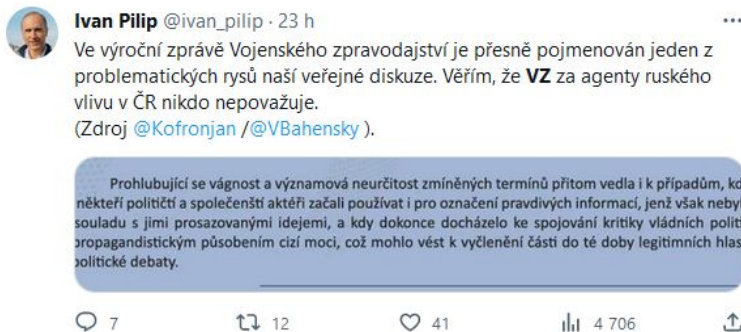 Ivan Pilip @ivan_pilip · 23 h
Ve výroční zprávě Vojenského zpravodajství je přesně pojmenován jeden z
problematických rysů naší veřejné diskuze. Věřím, že VZ za agenty ruského
vlivu v ČR nikdo nepovažuje.
(Zdroj @Kofronjan /@VBahensky ).
Prohlubující se vágnost a významová neurčitost zmíněných termínů přitom vedla i k případům, kd
někteří političtí a společenští aktéři začali používat i pro označení pravdivých informací, jenž však neby
souladu s jimi prosazovanými idejemi, a kdy dokonce docházelo ke spojování kritiky vládních polit
propagandistickým působením cizí moci, což mohlo vést k vyčlenění části do té doby legitimních hlas
politické debaty.
7 12 41 4 706